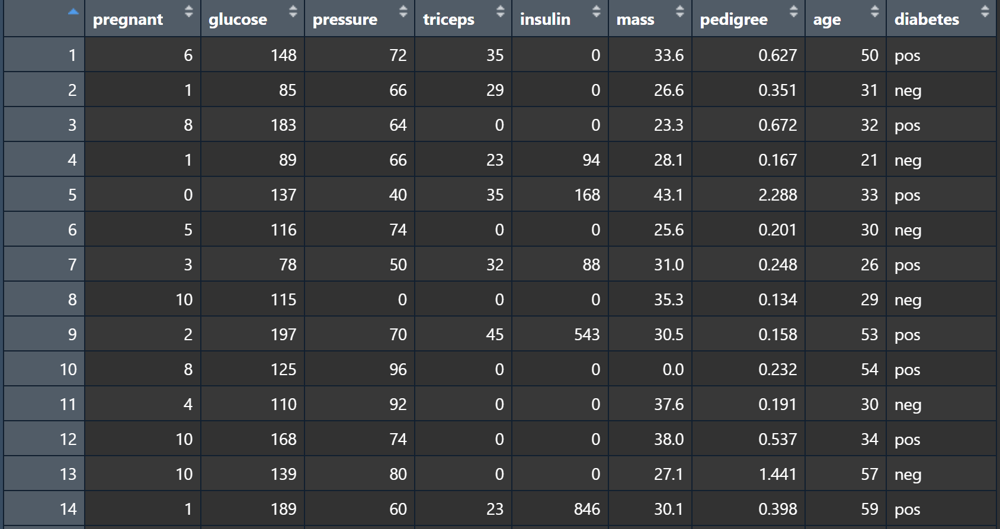 pregnant glucose pressure triceps insulin mass pedigree age diabetes
1 6 148 72 35 0 33.6 0.627 50 pos
2 1 85 66 29 0 26.6 0.351 31 neg
3 8 183 64 0 0 23.3 0.672 32 pos
4 1 89 66 23 94 28.1 0.167 21 neg
5 0 137 40 35 168 43.1 2.288 33 pos
6 5 116 74 0 0 25.6 0.201 30 neg
7 3 78 50 32 88 31.0 0.248 26 pos
8 10 115 0 0 0 35.3 0.134 29 neg
9 2 197 70 45 543 30.5 0.158 53 pos
10 8 125 96 0 0 0.0 0.232 54 pos
11 4 110 92 0 0 37.6 0.191 30 neg
12 10 168 74 0 0 38.0 0.537 34 pos
13 10 139 80 0 0 27.1 1.441 57 neg
14 1 189 60 23 846 30.1 0.398 59 pos